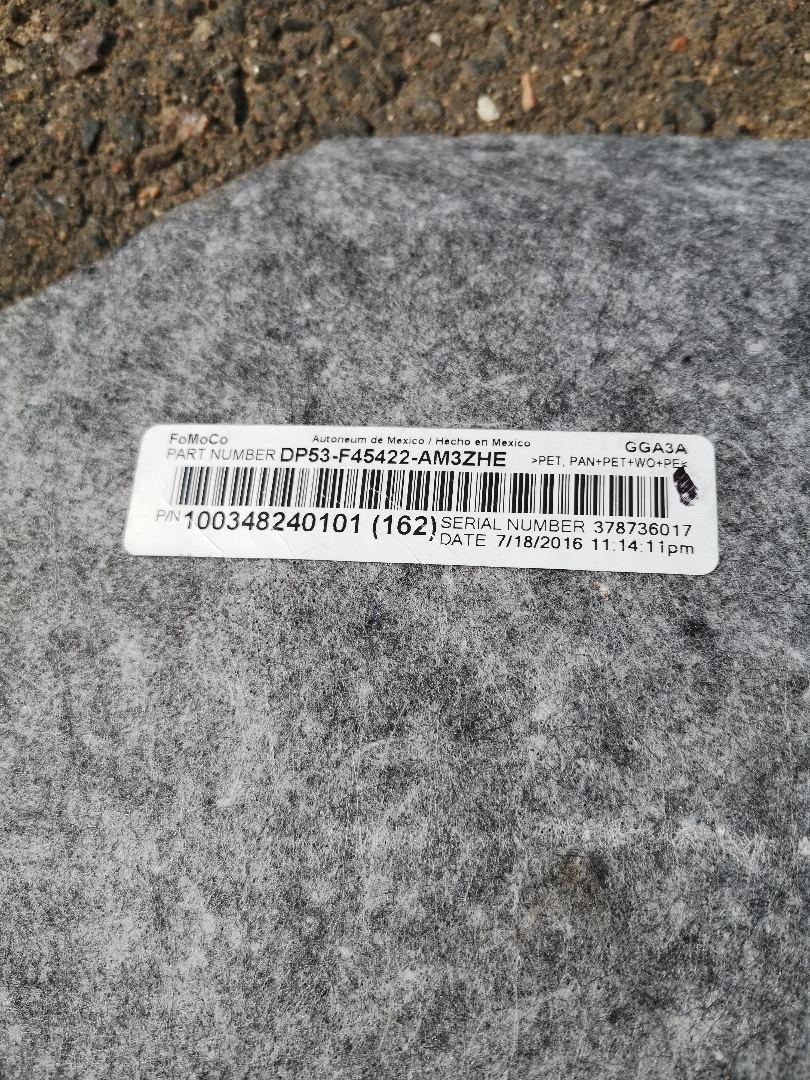 FoMoCo Autoneum de Mexico / Hecho en Mexico GGA3A
PART NUMBER DP53-F45422-AM3ZHE >PET, PAN+PET+WO+PE<
P/N 100348240101 (162) SERIAL NUMBER 378736017
DATE 7/18/2016 11:14:11pm